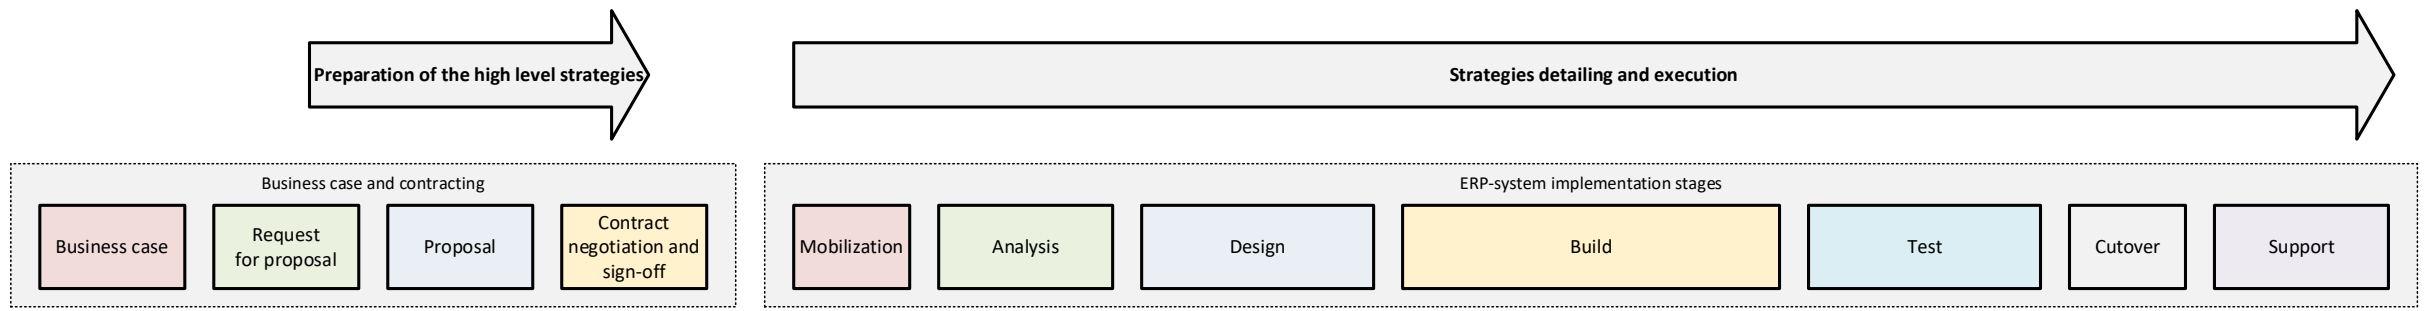 Preparation of the high level strategies
Strategies detailing and execution
Business case and contracting
Business case
Request
for proposal
Proposal
Contract
negotiation and
sign-off
ERP-system implementation stages
Mobilization
Analysis
Design
Build
Test
Cutover
Support